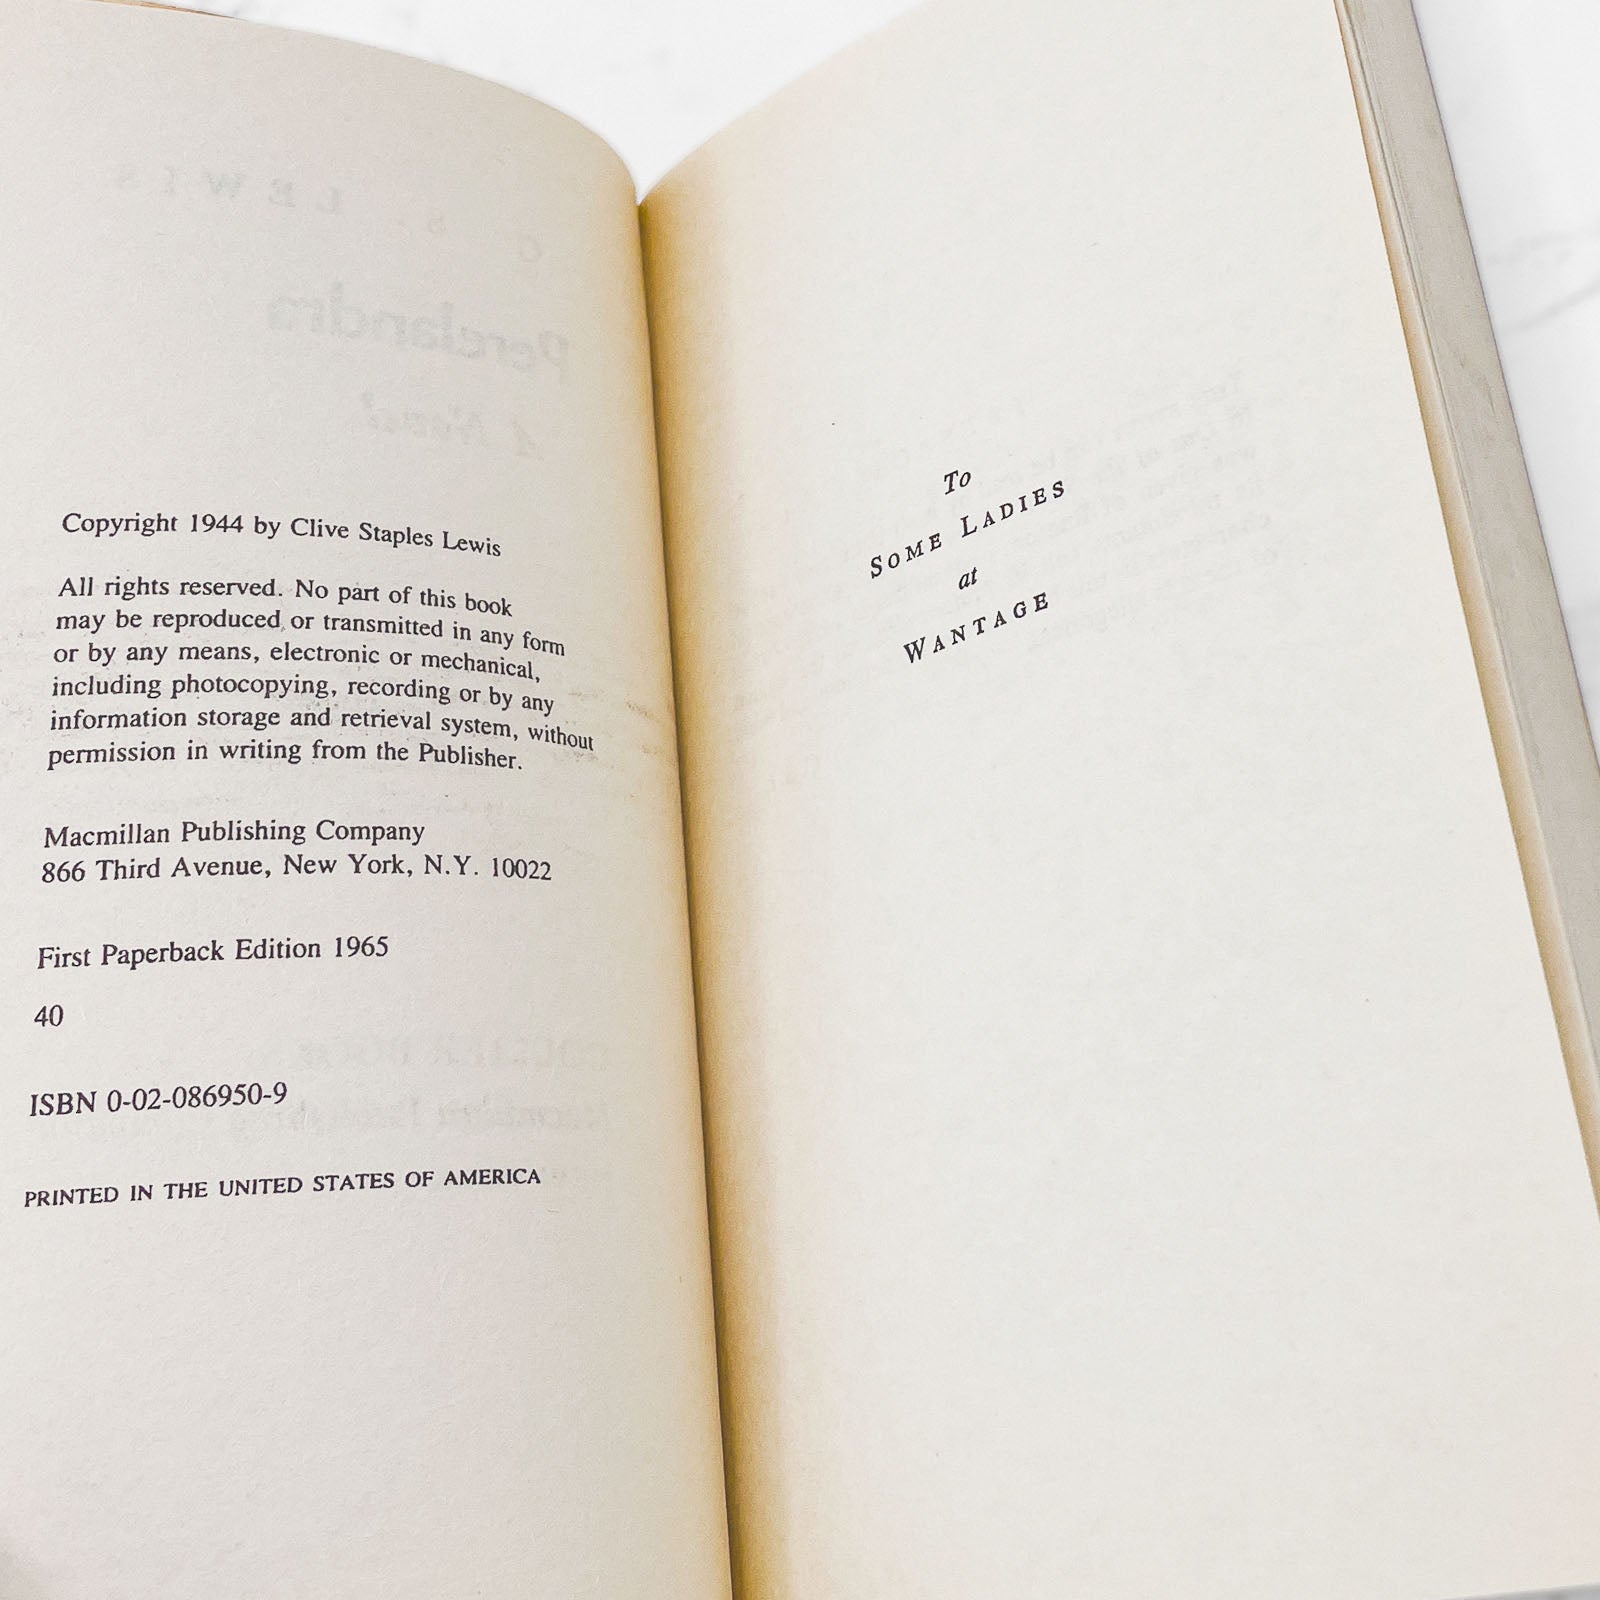 Copyright 1944 by Clive Staples Lewis
All rights reserved. No part of this book
may be reproduced or transmitted in any form
or by any means, electronic or mechanical,
including photocopying, recording or by any
information storage and retrieval system, without
permission in writing from the Publisher.
Macmillan Publishing Company
866 Third Avenue, New York, N.Y. 10022
First Paperback Edition 1965
40
ISBN 0-02-086950-9
PRINTED IN THE UNITED STATES OF AMERICA
To
SOME LADIES
at
WANTAGE